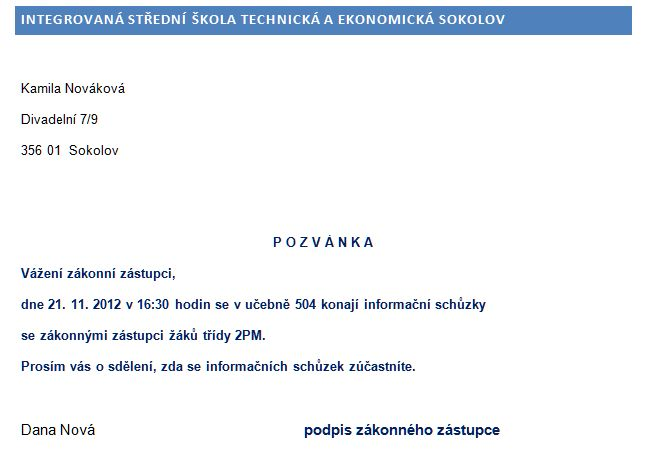 INTEGROVANÁ STŘEDNÍ ŠKOLA TECHNICKÁ A EKONOMICKÁ SOKOLOV
Kamila Nováková
Divadelní 7/9
356 01  Sokolov
P O Z V Á N K A
Vážení zákonní zástupci,
dne 21. 11. 2012 v 16:30 hodin se v učebně 504 konají informační schůzky
se zákonnými zástupci žáků třídy 2PM.
Prosím vás o sdělení, zda se informačních schůzek zúčastníte.
Dana Nová podpis zákonného zástupce